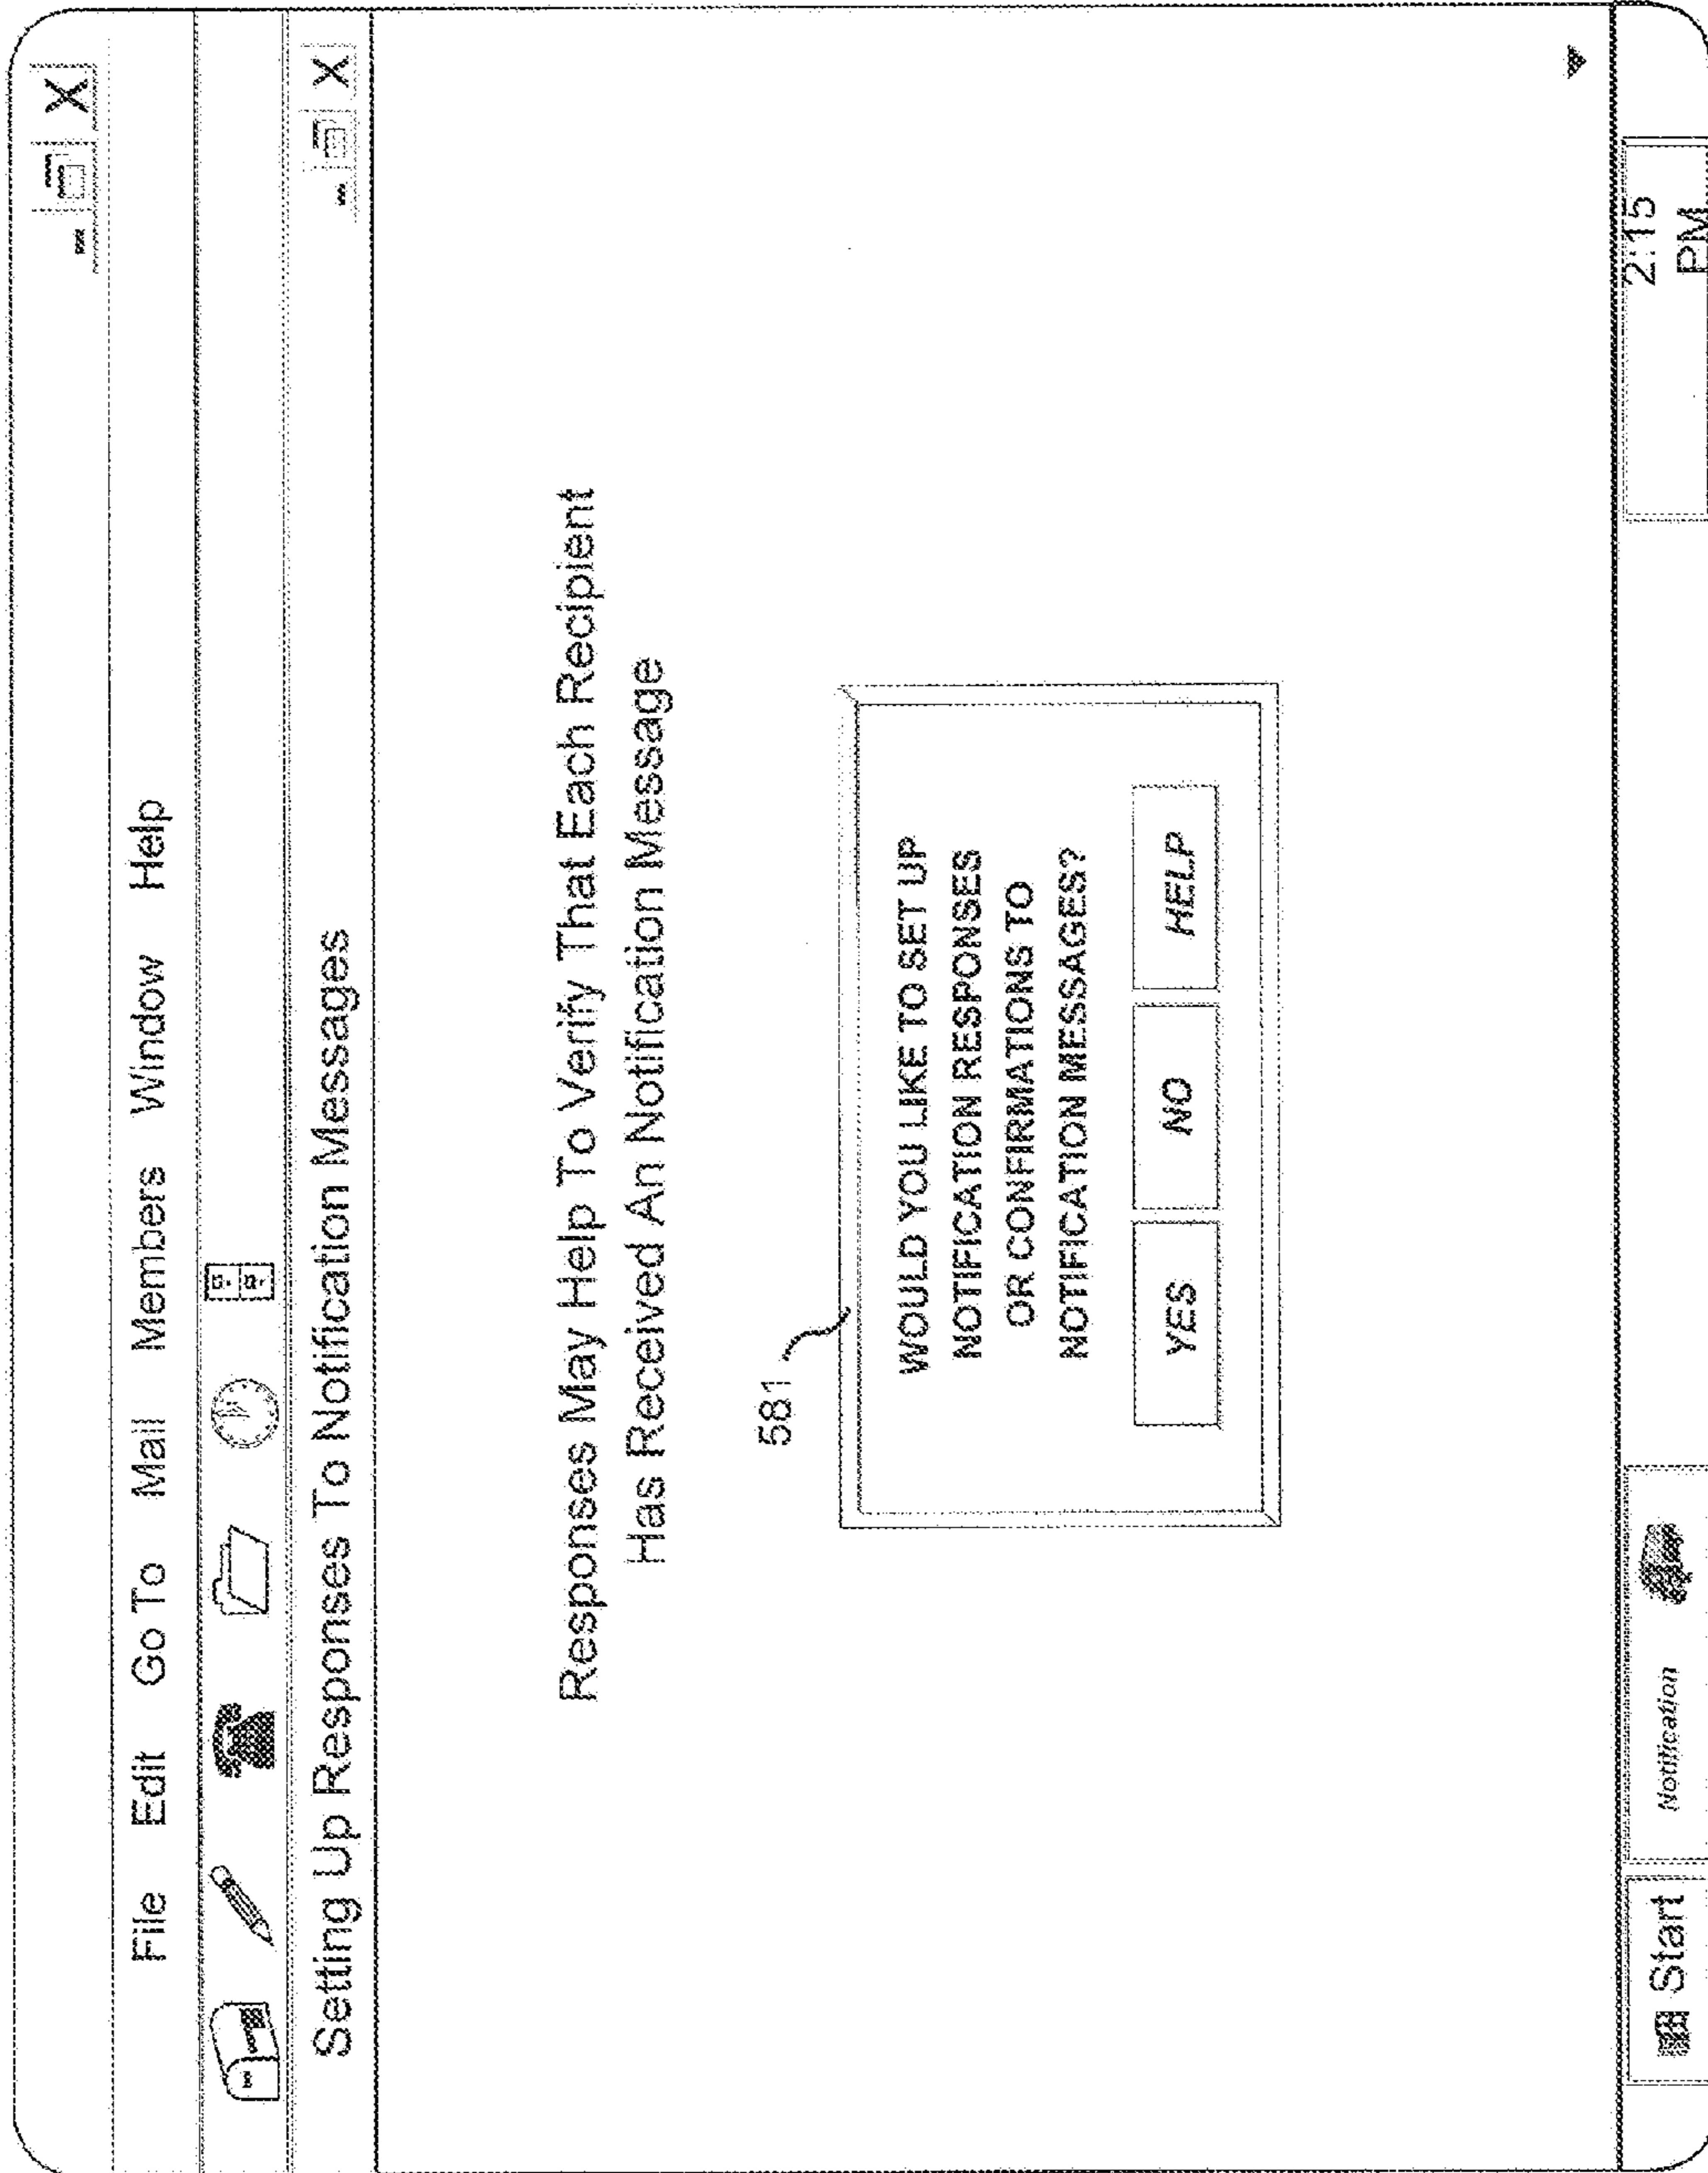 X
File Edit Go To Mail Members Window Help
Setting Up Responses To Notification Messages X
Responses May Help To Verify That Each Recipient
Has Received An Notification Message
581
WOULD YOU LIKE TO SET UP
NOTIFICATION RESPONSES
OR CONFIRMATIONS TO
NOTIFICATION MESSAGES?
YES NO HELP
Start Notification 2:15
PM